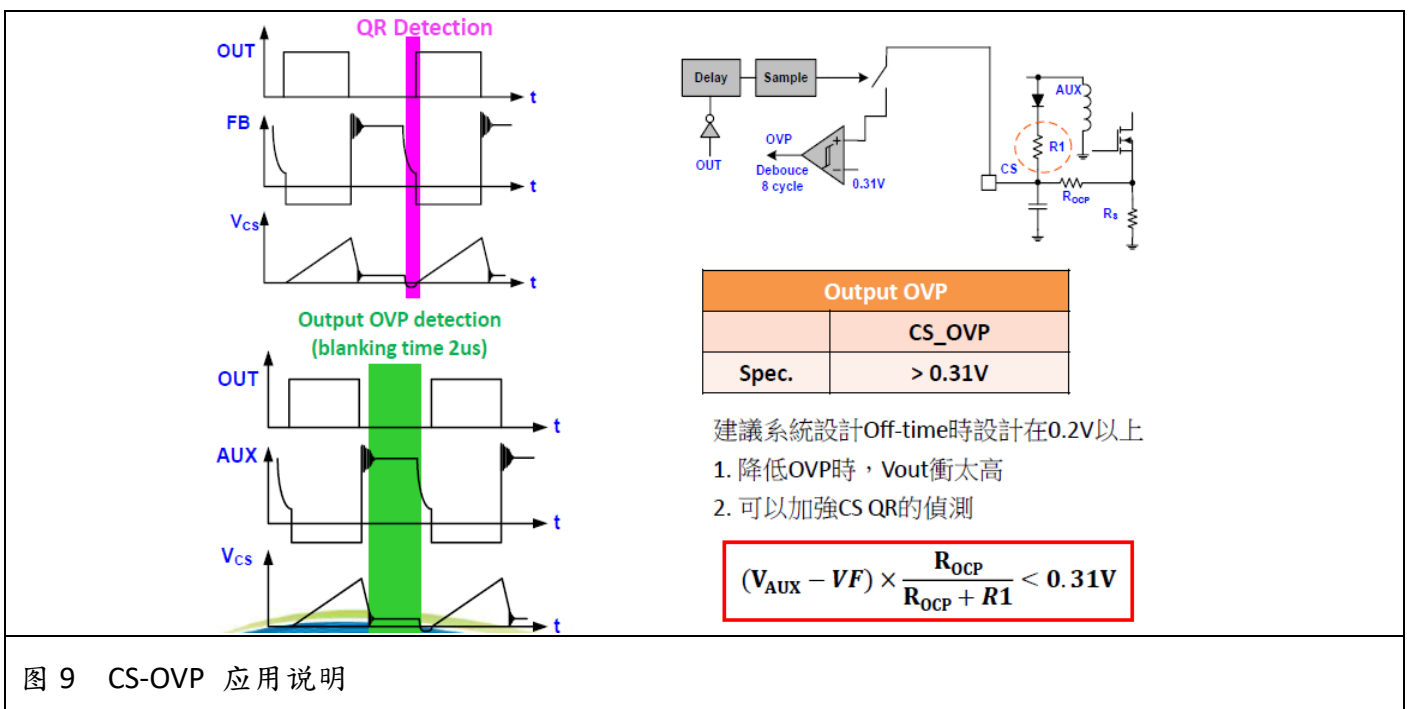 QR Detection
OUT
t
FB
t
VCS
t
Output OVP detection
(blanking time 2us)
OUT
t
AUX
t
VCS
t
Delay
Sample
OUT
OVP
Debouce
8 cycle
+
−
0.31V
CS
AUX
R1
ROCP
RS
Output OVP
CS_OVP
Spec.
> 0.31V
建議系統設計Off-time時設計在0.2V以上
1. 降低OVP時,Vout衝太高
2. 可以加強CS QR的偵測
(VAUX − VF) × ROCP / (ROCP + R1) < 0.31V
图 9 CS-OVP 应用说明